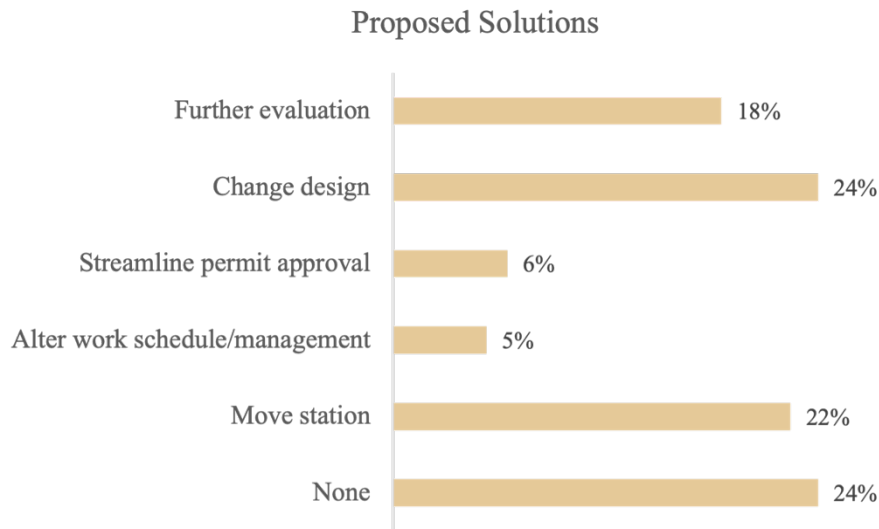 Proposed Solutions
Further evaluation 18%
Change design 24%
Streamline permit approval 6%
Alter work schedule/management 5%
Move station 22%
None 24%